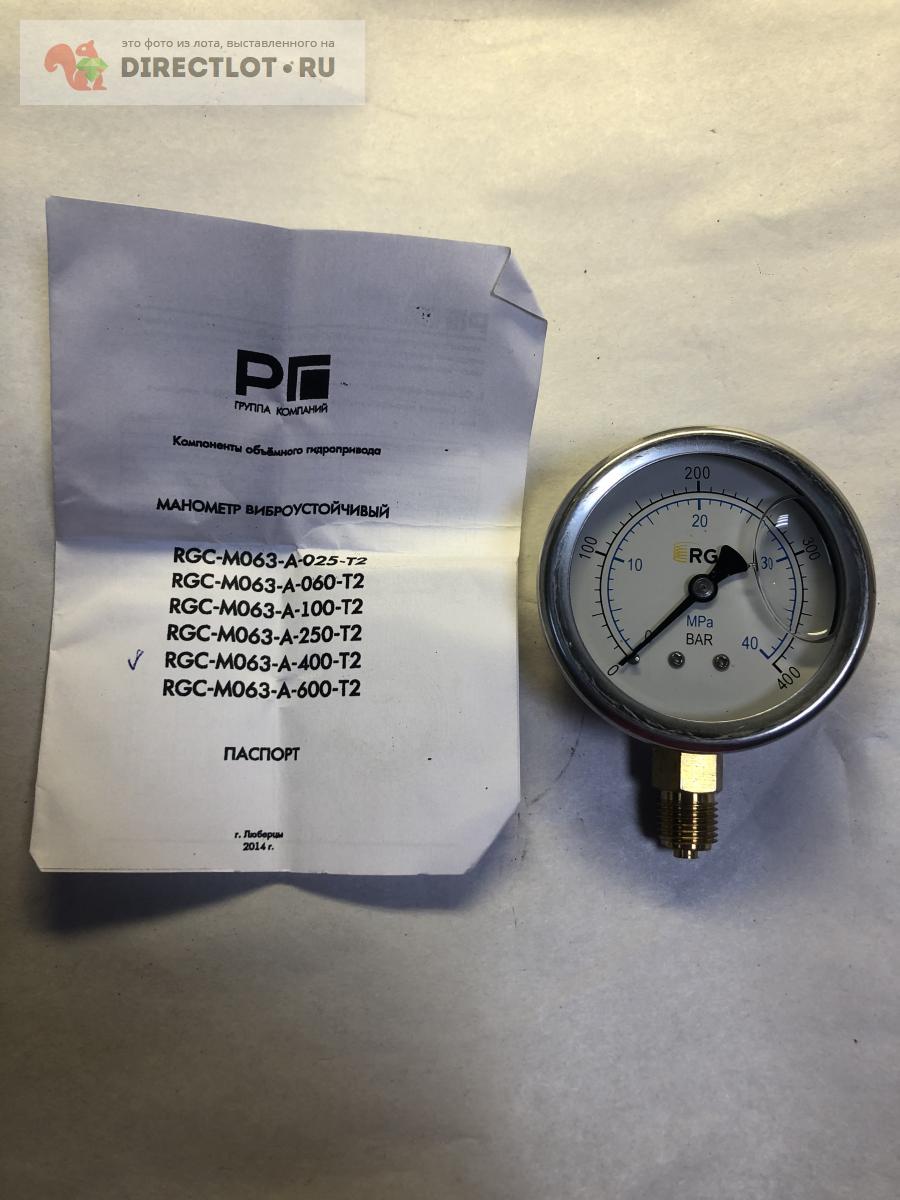 это фото из лота, выставленного на
DIRECTLOT.RU
РГ
ГРУППА КОМПАНИЙ
Компоненты объёмного гидропривода
МАНОМЕТР ВИБРОУСТОЙЧИВЫЙ
RGC-M063-A-025-T2
RGC-M063-A-060-T2
RGC-M063-A-100-T2
RGC-M063-A-250-T2
RGC-M063-A-400-T2
RGC-M063-A-600-T2
ПАСПОРТ
г. Люберцы
2014 г.
200
20
100
300
RG
10
30
MPa
BAR
0
40
0
400